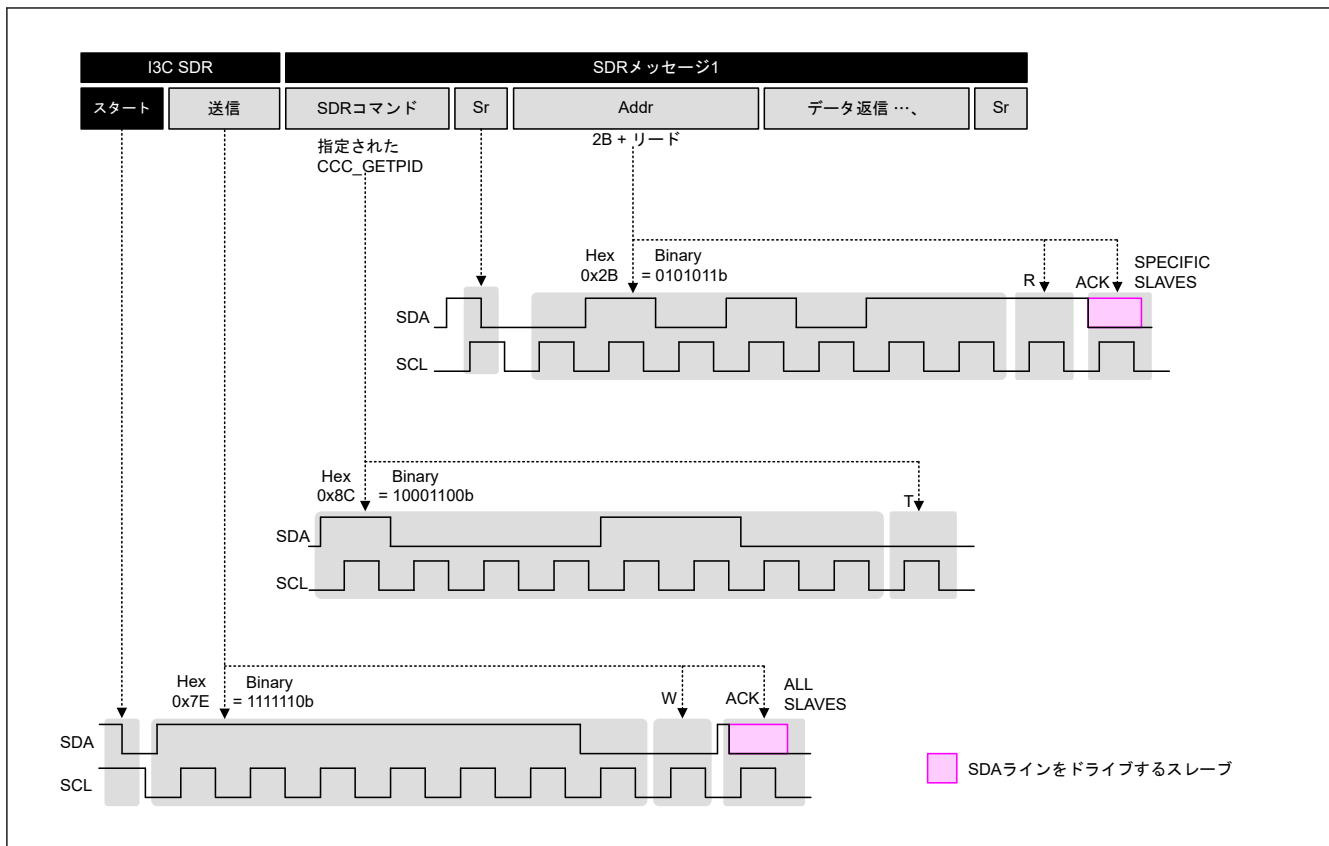 I3C SDR
SDRメッセージ1
スタート
送信
SDRコマンド
Sr
Addr
データ返信 …、
Sr
指定された
CCC_GETPID
2B + リード
Hex
0x2B
Binary
= 0101011b
R
ACK
SPECIFIC
SLAVES
SDA
SCL
Hex
0x8C
Binary
= 10001100b
T
SDA
SCL
Hex
0x7E
Binary
= 1111110b
W
ACK
ALL
SLAVES
SDA
SCL
SDAラインをドライブするスレーブ